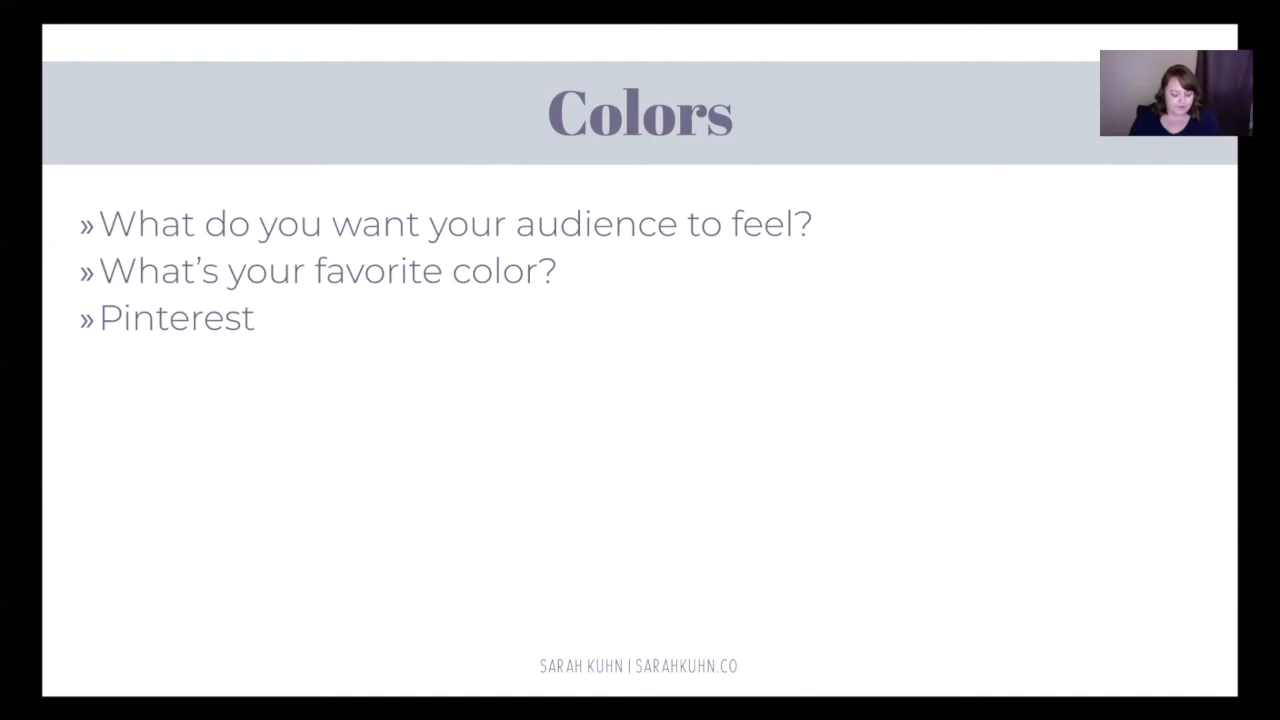 Colors
»What do you want your audience to feel?
»What’s your favorite color?
»Pinterest
SARAH KUHN | SARAHKUHN.CO